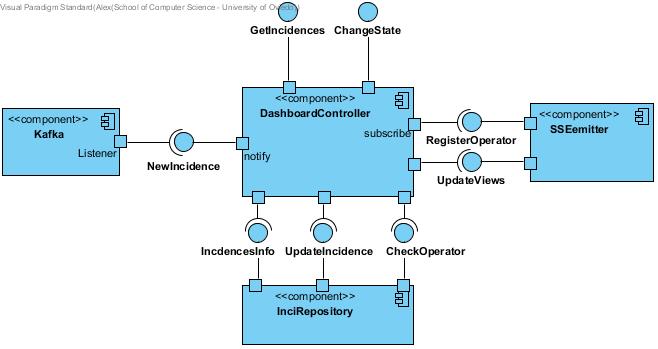 Visual Paradigm Standard(Alex(School of Computer Science - University of Oviedo))
GetIncidences
ChangeState
<<component>>
DashboardController
<<component>>
Kafka
Listener
NewIncidence
notify
subscribe
RegisterOperator
UpdateViews
<<component>>
SSEemitter
IncdencesInfo
UpdateIncidence
CheckOperator
<<component>>
InciRepository